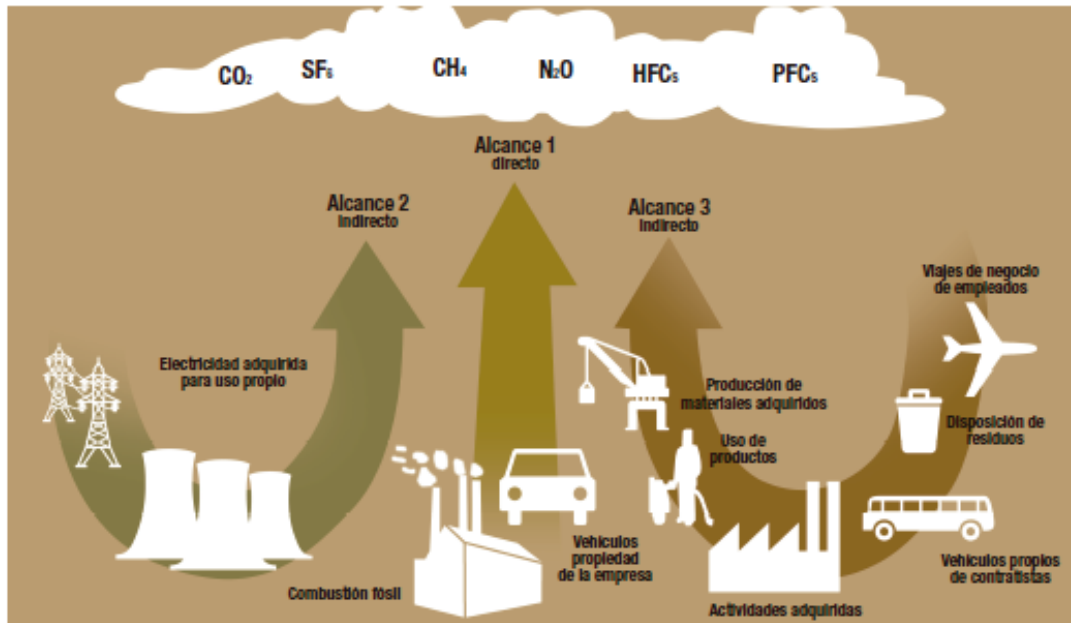 CO₂
SF₆
CH₄
N₂O
HFCₛ
PFCₛ
Alcance 1
directo
Alcance 2
indirecto
Alcance 3
indirecto
Viajes de negocio
de empleados
Electricidad adquirida
para uso propio
Producción de
materiales adquiridos
Disposición de
residuos
Uso de
productos
Vehículos
propiedad
de la empresa
Vehículos propios
de contratistas
Combustión fósil
Actividades adquiridas